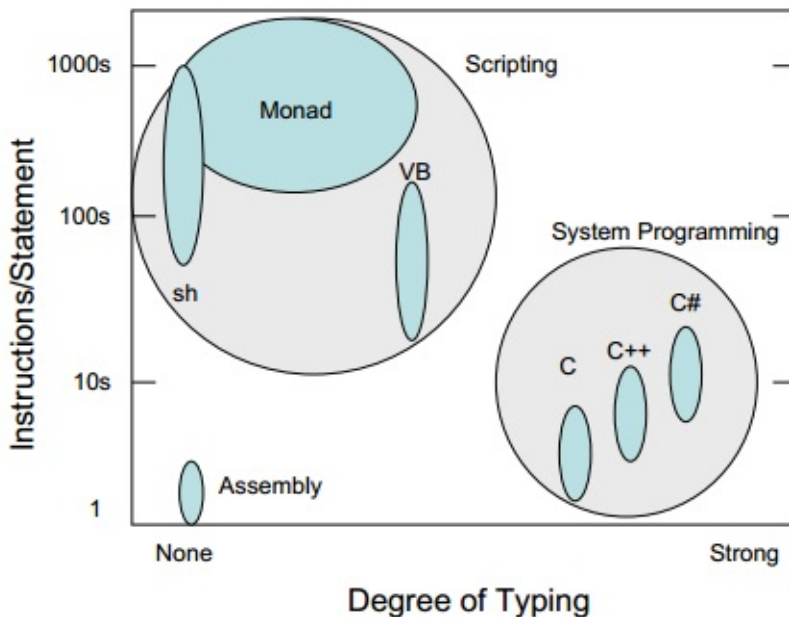 1000s
Scripting
Monad
VB
100s
System Programming
sh
C#
C++
C
10s
Assembly
1
None
Strong
Degree of Typing
Instructions/Statement